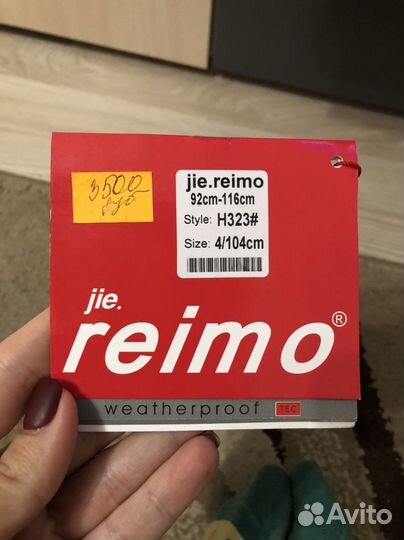 3500
руб
jie.reimo
92cm-116cm
Style: H323#
Size: 4/104cm
jie.
reimo®
weatherproof TEC
Avito